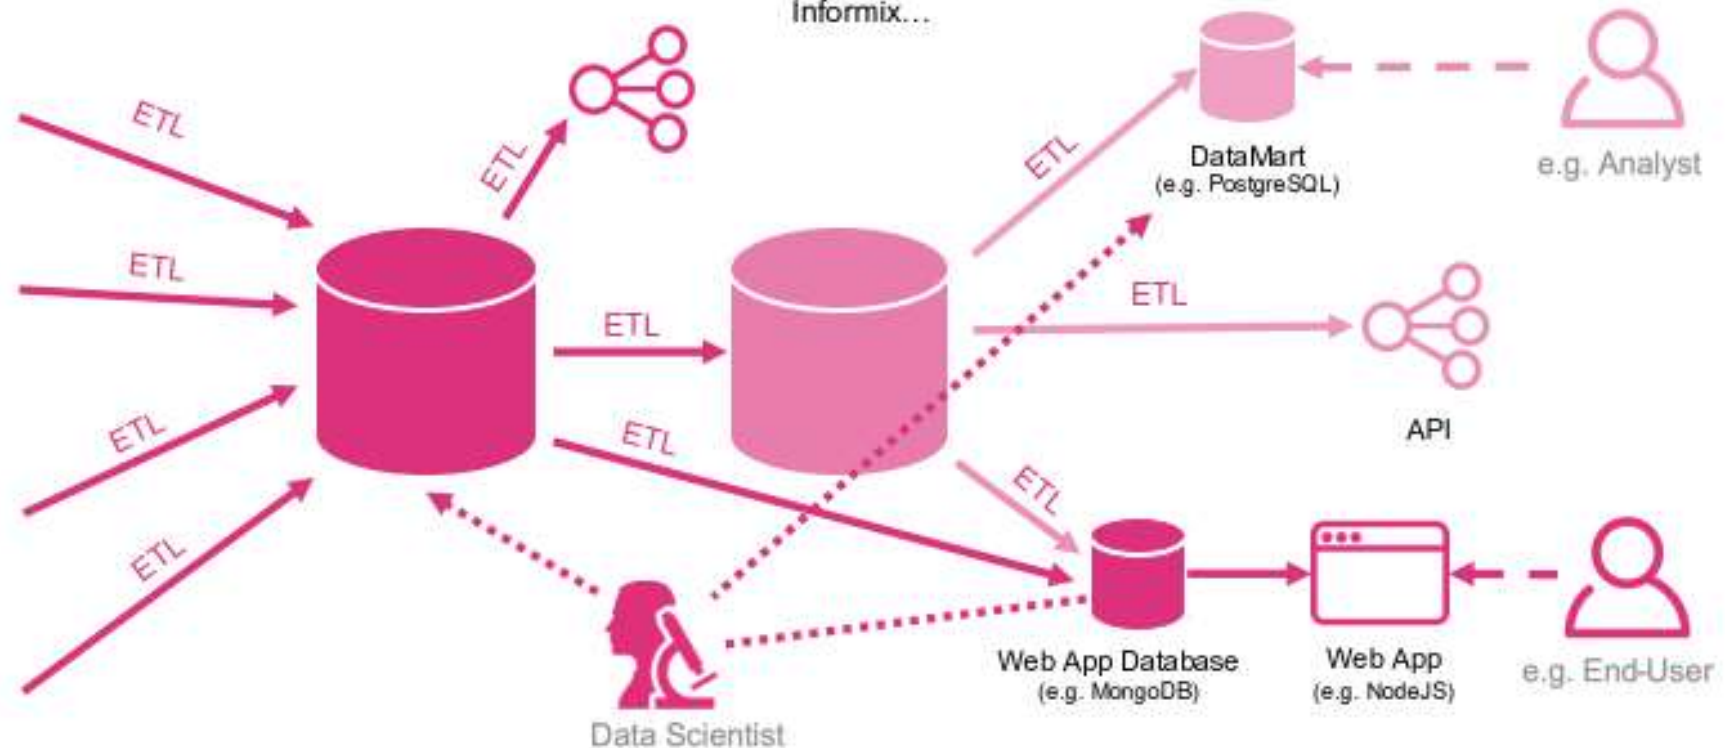 Informix...
ETL
ETL
ETL
DataMart
(e.g. PostgreSQL)
e.g. Analyst
ETL
ETL
ETL
ETL
API
ETL
ETL
ETL
ETL
Web App Database
(e.g. MongoDB)
Web App
(e.g. NodeJS)
e.g. End-User
Data Scientist